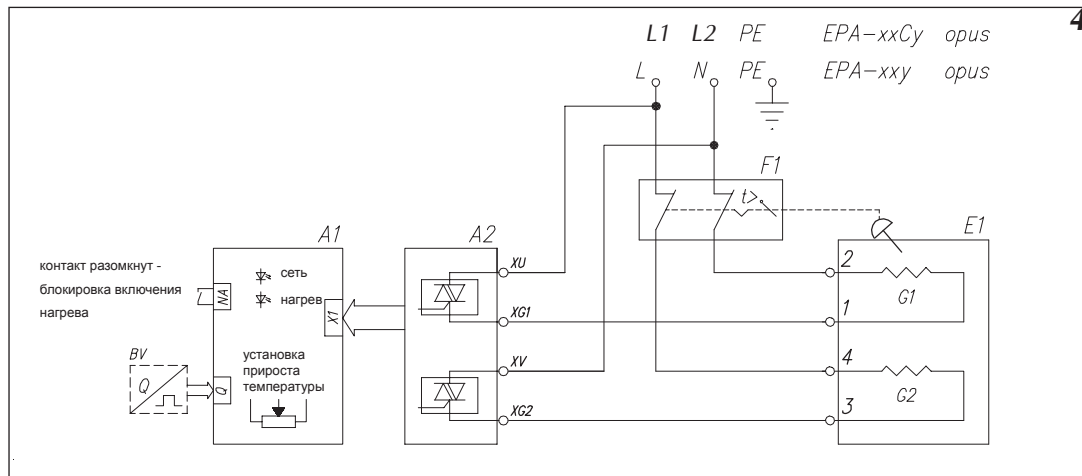 4
L1 L2 PE EPA-xxCy opus
L N PE EPA-xxy opus
F1
t>
A1
A2
E1
контакт разомкнут -
блокировка включения
нагрева
NA
сеть
нагрев
X1
XU
XG1
XV
XG2
2
G1
1
4
G2
3
BV
Q
Q
установка
прироста
температуры